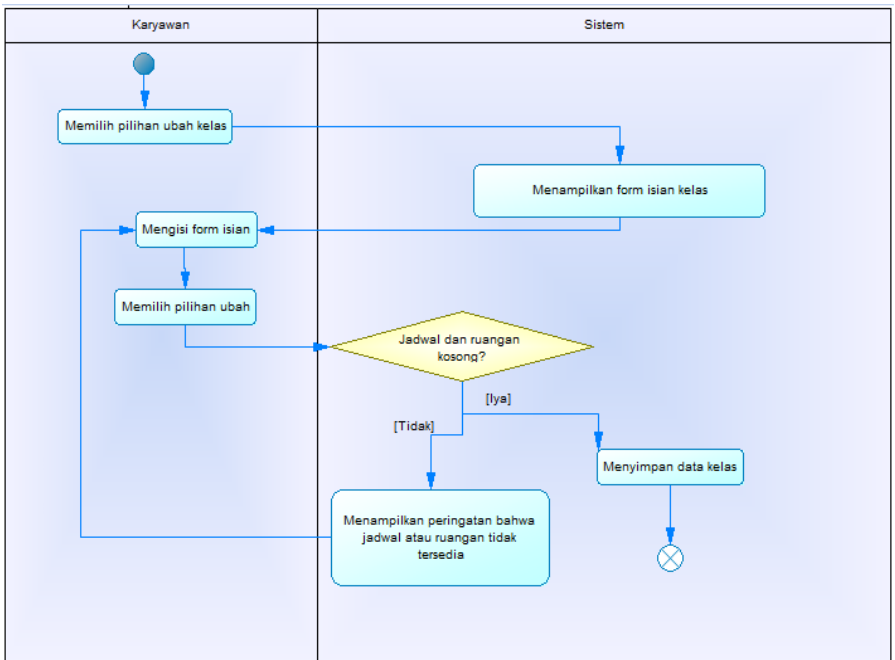 Karyawan
Sistem
Memilih pilihan ubah kelas
Menampilkan form isian kelas
Mengisi form isian
Memilih pilihan ubah
Jadwal dan ruangan
kosong?
[Iya]
[Tidak]
Menyimpan data kelas
Menampilkan peringatan bahwa
jadwal atau ruangan tidak
tersedia